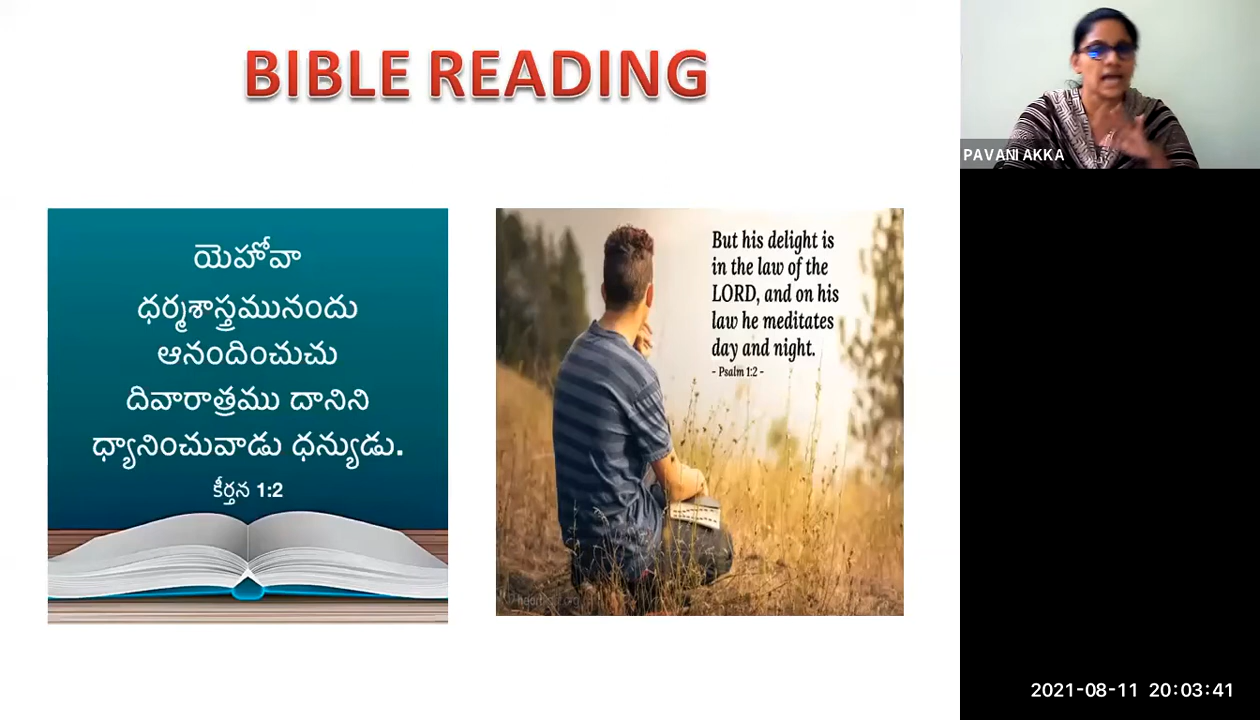 BIBLE READING
యెహోవా
ధర్మశాస్త్రమునందు
ఆనందించుచు
దివారాత్రము దానిని
ధ్యానించువాడు ధన్యుడు.
కీర్తన 1:2
But his delight is
in the law of the
LORD, and on his
law he meditates
day and night.
- Psalm 1:2 -
PAVANI AKKA
2021-08-11 20:03:41